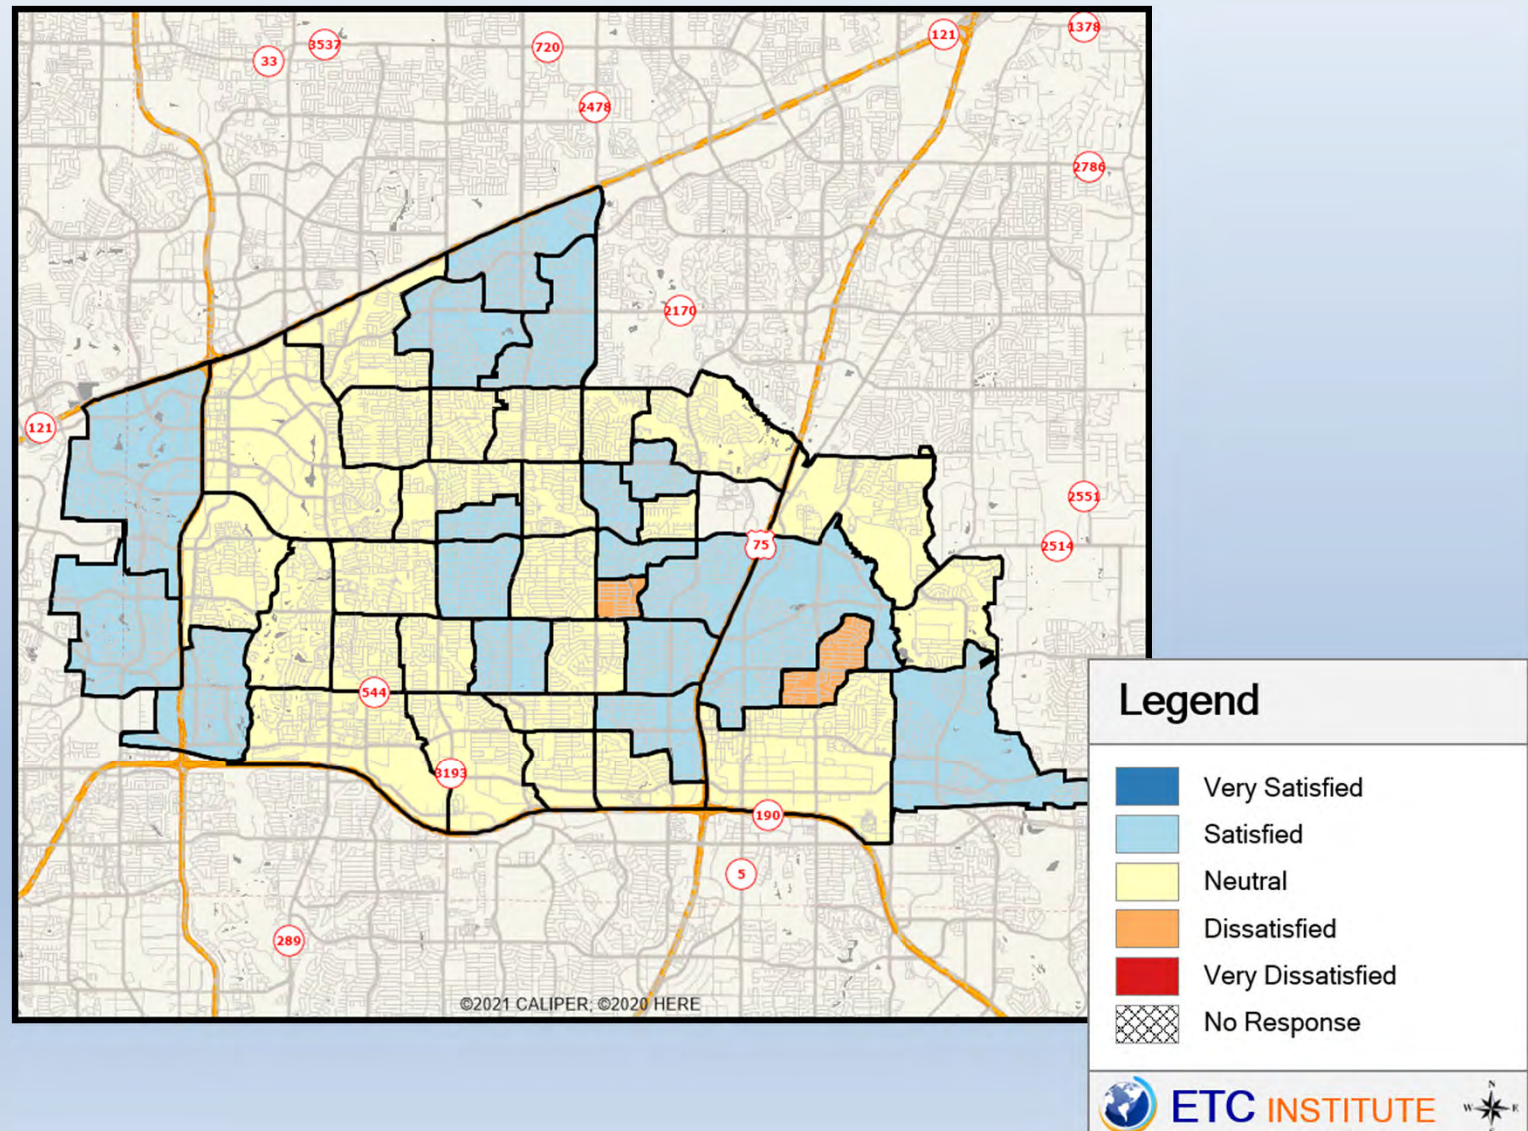 1378
121
3537
720
33
2478
2786
2170
121
2551
75
2514
544
3193
190
5
289
©2021 CALIPER; ©2020 HERE
Legend
Very Satisfied
Satisfied
Neutral
Dissatisfied
Very Dissatisfied
No Response
ETC INSTITUTE
N
W E
S